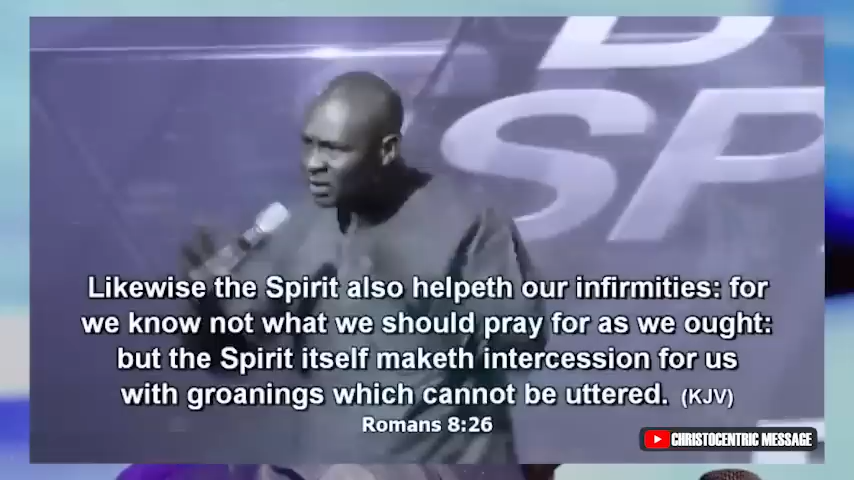 D
SP
Likewise the Spirit also helpeth our infirmities: for
we know not what we should pray for as we ought:
but the Spirit itself maketh intercession for us
with groanings which cannot be uttered. (KJV)
Romans 8:26
CHRISTOCENTRIC MESSAGE